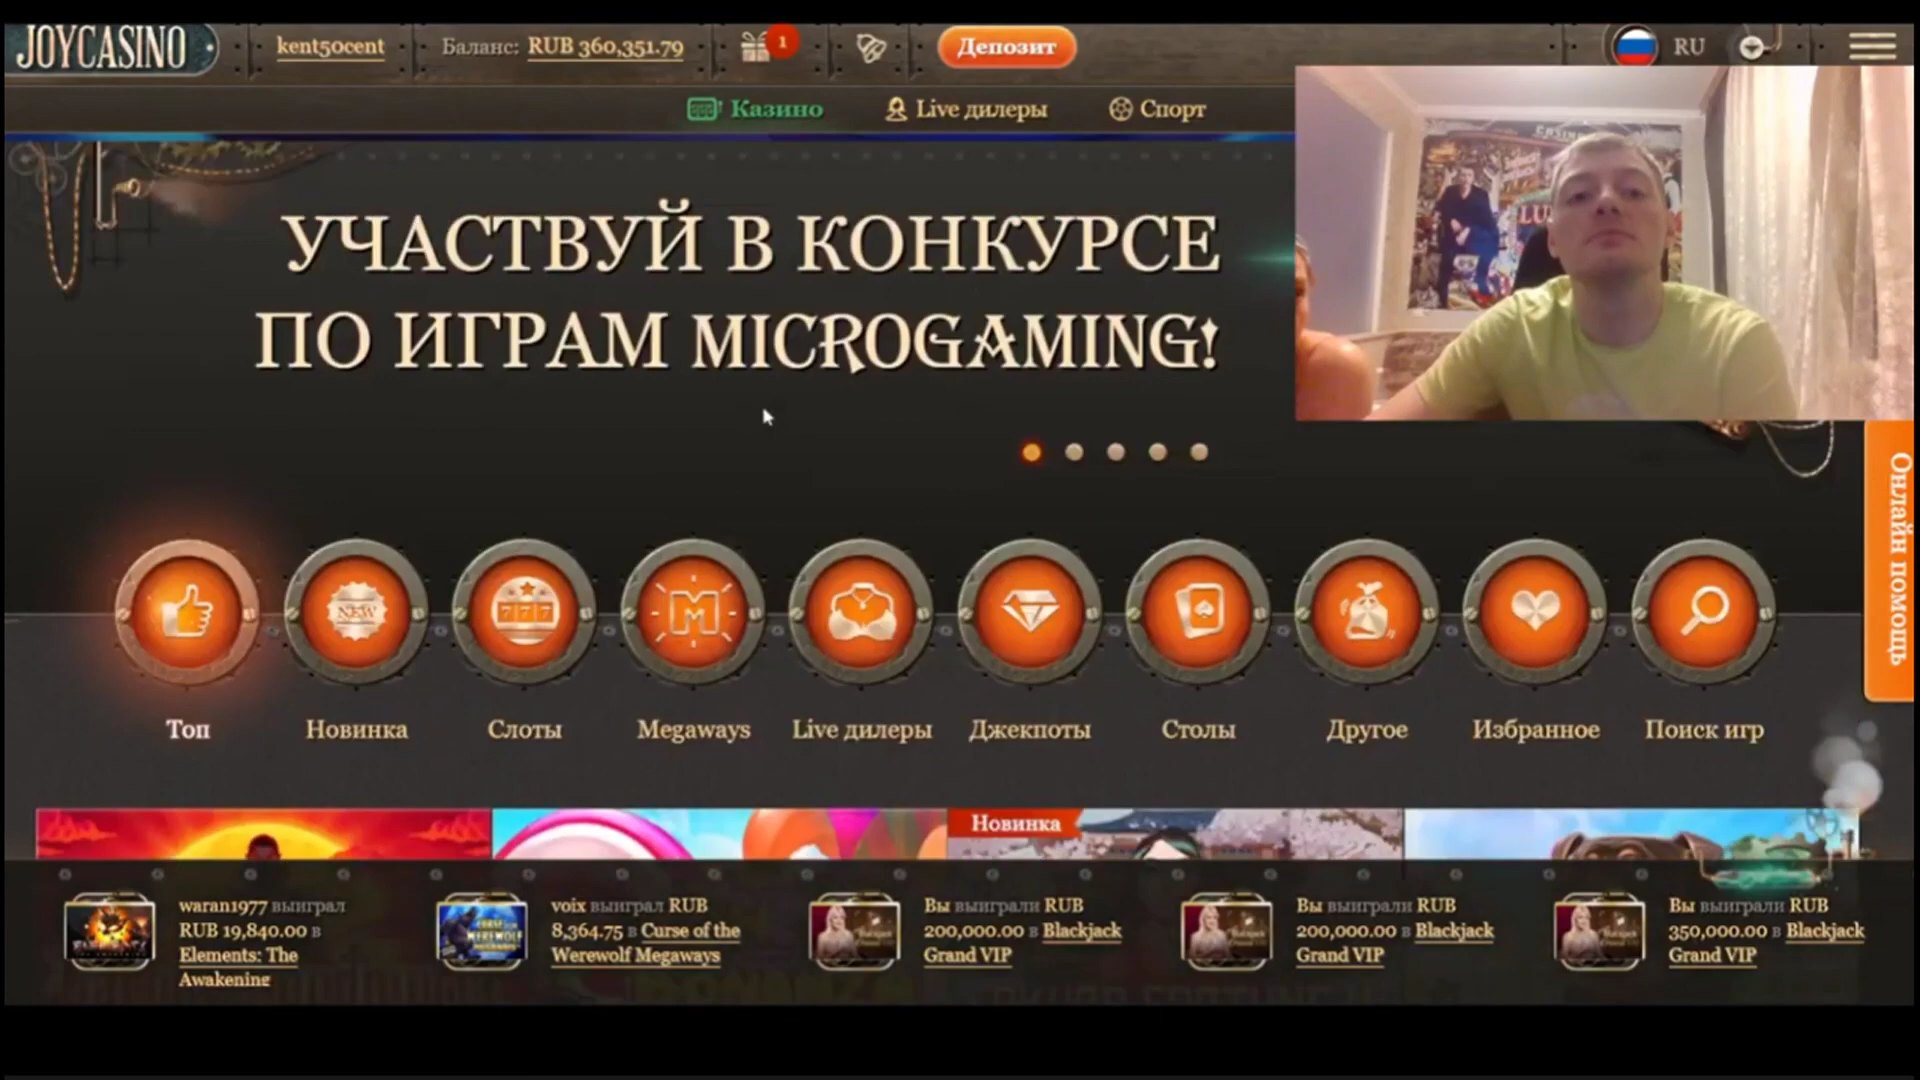 JOYCASINO
kent50cent
Баланс: RUB 360,351.79
1
Депозит
RU
Казино
Live дилеры
Спорт
УЧАСТВУЙ В КОНКУРСЕ
ПО ИГРАМ MICROGAMING!
Онлайн помощь
NEW
777
M
Топ
Новинка
Слоты
Megaways
Live дилеры
Джекпоты
Столы
Другое
Избранное
Поиск игр
Новинка
waran1977 выиграл
RUB 19,840.00 в
Elements: The
Awakening
voix выиграл RUB
8,364.75 в Curse of the
Werewolf Megaways
Вы выиграли RUB
200,000.00 в Blackjack
Grand VIP
Вы выиграли RUB
200,000.00 в Blackjack
Grand VIP
Вы выиграли RUB
350,000.00 в Blackjack
Grand VIP